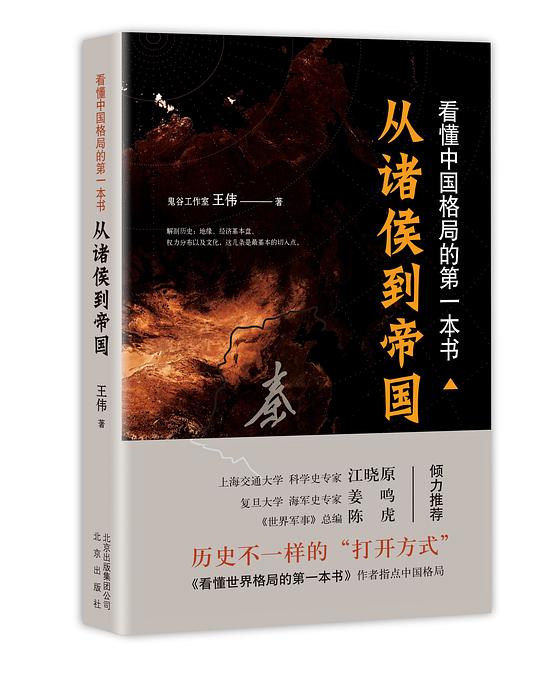 看懂中国格局的第一本书
从诸侯到帝国
王伟 著
北京出版集团公司
北京出版社
看懂中国格局的第一本书
从诸侯到帝国
鬼谷工作室 王伟——著
解剖历史：地缘、经济基本盘、
权力分布以及文化，这几条是最基本的切入点。
秦
上海交通大学 科学史专家 江晓原
复旦大学 海军史专家 姜鸣
《世界军事》总编 陈虎
倾力推荐
历史不一样的“打开方式”
《看懂世界格局的第一本书》作者指点中国格局